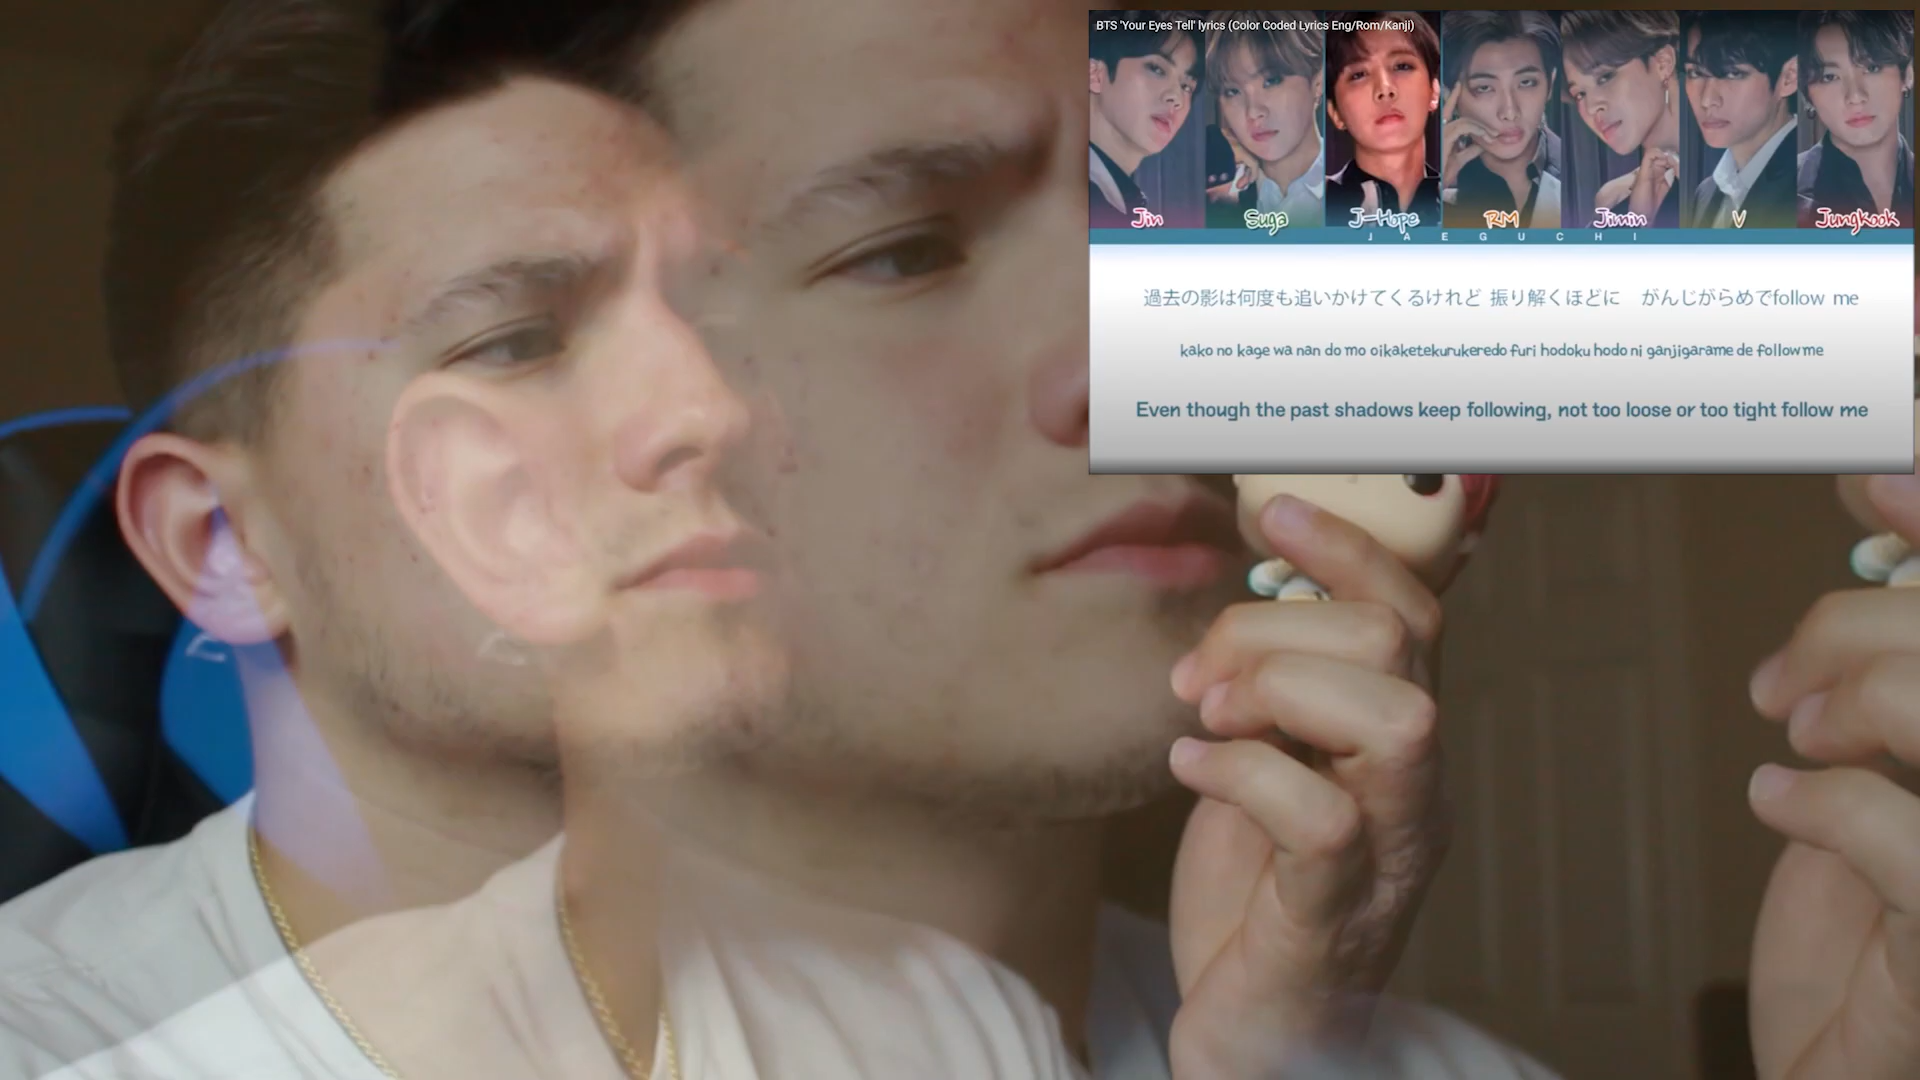 BTS 'Your Eyes Tell' lyrics (Color Coded Lyrics Eng/Rom/Kanji)
Jin Suga J-Hope RM Jimin V Jungkook
JAEGUCHI
過去の影は何度も追いかけてくるけれど 振り解くほどに がんじがらめでfollow me
kako no kage wa nan do mo oikaketekurukeredo furi hodoku hodo ni ganjigarame de follow me
Even though the past shadows keep following, not too loose or too tight follow me